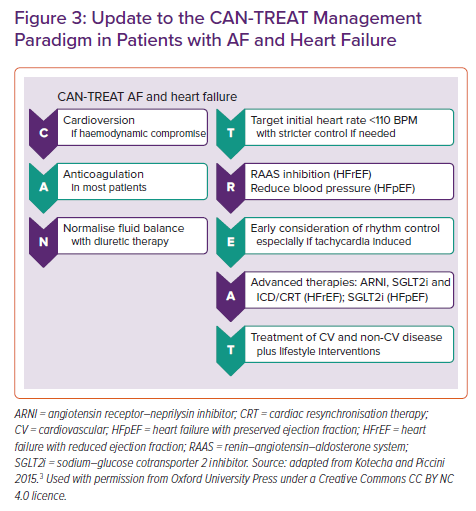 Figure 3: Update to the CAN-TREAT Management
Paradigm in Patients with AF and Heart Failure
CAN-TREAT AF and heart failure
C
Cardioversion
if haemodynamic compromise
A
Anticoagulation
in most patients
N
Normalise fluid balance
with diuretic therapy
T
Target initial heart rate <110 BPM
with stricter control if needed
R
RAAS inhibition (HFrEF)
Reduce blood pressure (HFpEF)
E
Early consideration of rhythm control
especially if tachycardia induced
A
Advanced therapies: ARNI, SGLT2i and
ICD/CRT (HFrEF); SGLT2i (HFpEF)
T
Treatment of CV and non-CV disease
plus lifestyle interventions
ARNI = angiotensin receptor–neprilysin inhibitor; CRT = cardiac resynchronisation therapy;
CV = cardiovascular; HFpEF = heart failure with preserved ejection fraction; HFrEF = heart
failure with reduced ejection fraction; RAAS = renin–angiotensin–aldosterone system;
SGLT2i = sodium–glucose cotransporter 2 inhibitor. Source: adapted from Kotecha and Piccini
2015.³ Used with permission from Oxford University Press under a Creative Commons CC BY NC
4.0 licence.